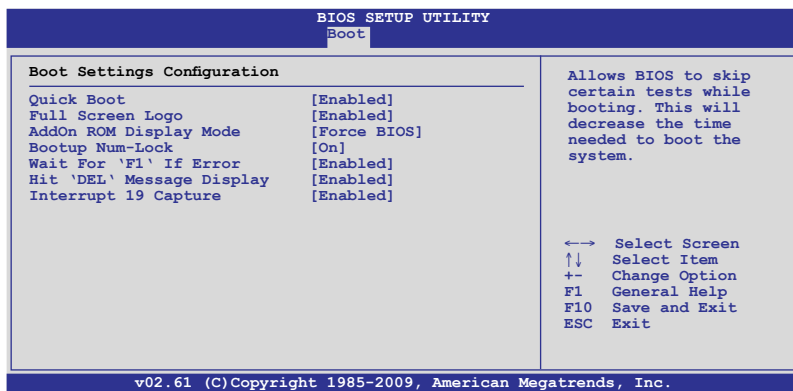 BIOS SETUP UTILITY
Boot
Boot Settings Configuration
Quick Boot [Enabled]
Full Screen Logo [Enabled]
AddOn ROM Display Mode [Force BIOS]
Bootup Num-Lock [On]
Wait For ‘F1‘ If Error [Enabled]
Hit ‘DEL‘ Message Display [Enabled]
Interrupt 19 Capture [Enabled]
Allows BIOS to skip
certain tests while
booting. This will
decrease the time
needed to boot the
system.
←→ Select Screen
↑↓ Select Item
+- Change Option
F1 General Help
F10 Save and Exit
ESC Exit
v02.61 (C)Copyright 1985-2009, American Megatrends, Inc.